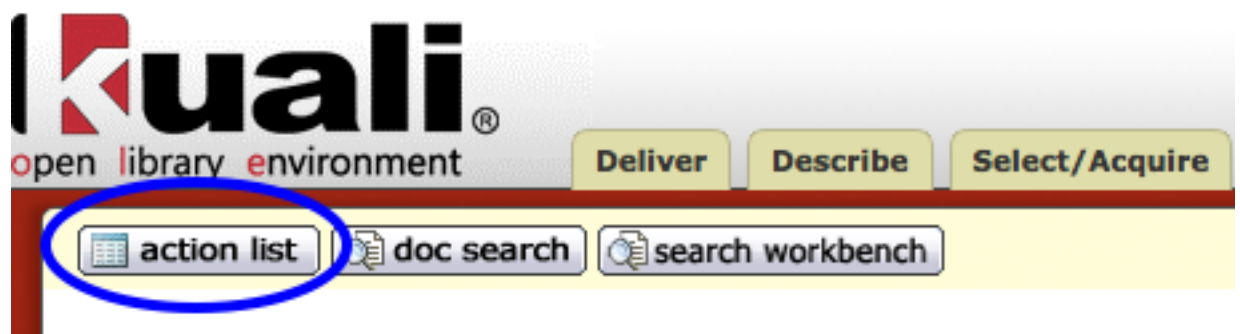 kuali®
open library environment
Deliver Describe Select/Acquire
action list doc search search workbench